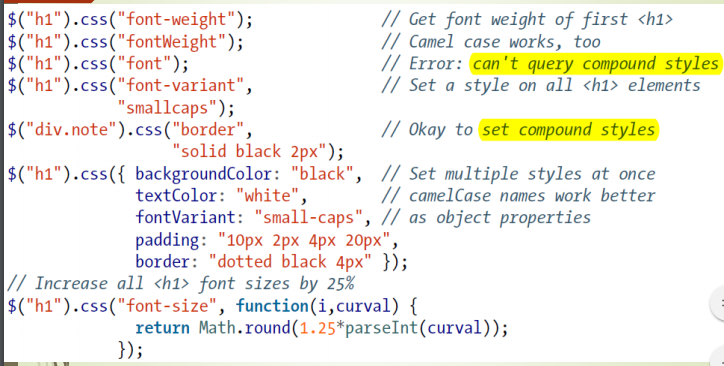 $("h1").css("font-weight"); // Get font weight of first <h1>
$("h1").css("fontWeight"); // Camel case works, too
$("h1").css("font"); // Error: can't query compound styles
$("h1").css("font-variant", // Set a style on all <h1> elements
"smallcaps");
$("div.note").css("border", // Okay to set compound styles
"solid black 2px");
$("h1").css({ backgroundColor: "black", // Set multiple styles at once
textColor: "white", // camelCase names work better
fontVariant: "small-caps", // as object properties
padding: "10px 2px 4px 20px",
border: "dotted black 4px" });
// Increase all <h1> font sizes by 25%
$("h1").css("font-size", function(i,curval) {
return Math.round(1.25*parseInt(curval));
});